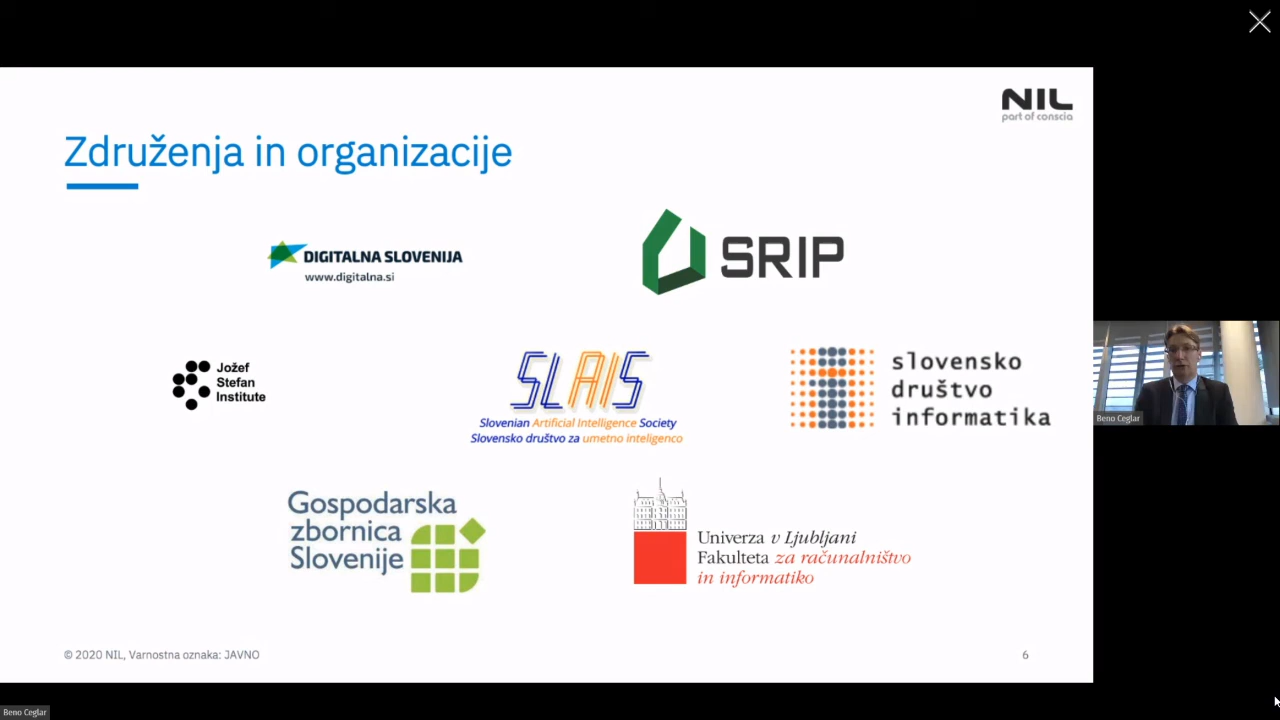 NIL
part of conscia
Združenja in organizacije
DIGITALNA SLOVENIJA
www.digitalna.si
SRIP
Jožef
Stefan
Institute
SLAIS
Slovenian Artificial Intelligence Society
Slovensko društvo za umetno inteligenco
slovensko
društvo
informatika
Beno Ceglar
Gospodarska
zbornica
Slovenije
Univerza v Ljubljani
Fakulteta za računalništvo
in informatiko
© 2020 NIL, Varnostna oznaka: JAVNO
6
Beno Ceglar